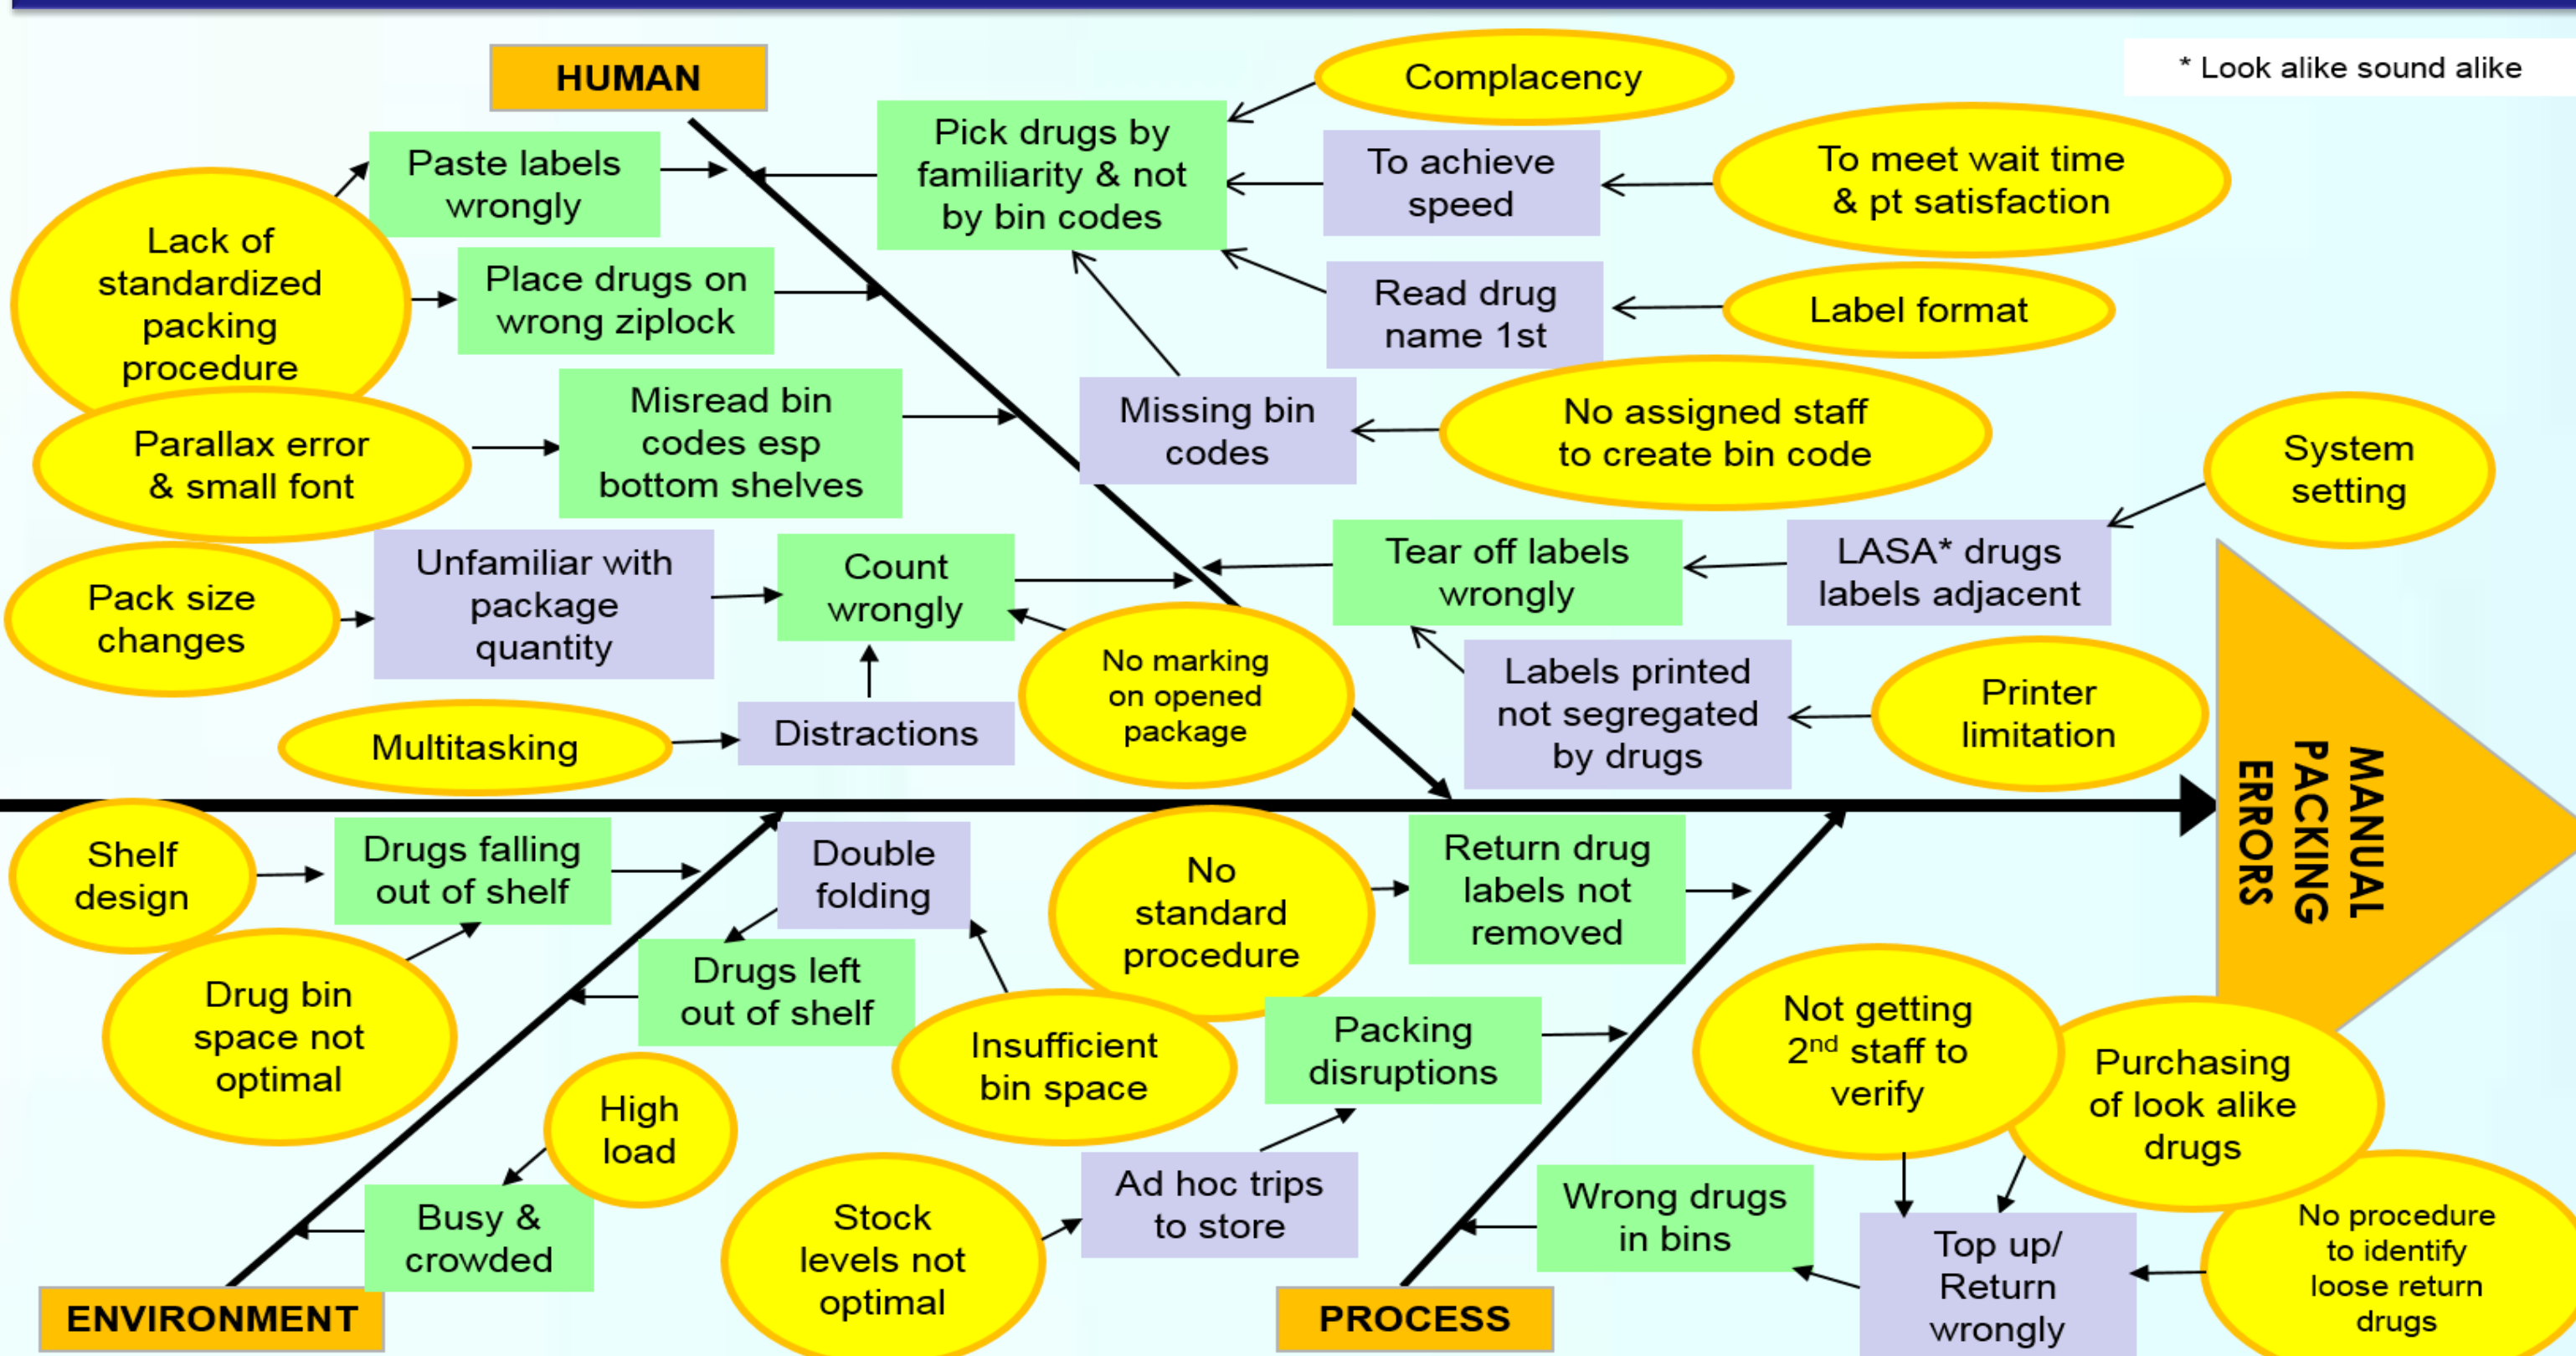 HUMAN
Complacency
* Look alike sound alike
Paste labels
wrongly
Pick drugs by
familiarity & not
by bin codes
To achieve
speed
To meet wait time
& pt satisfaction
Lack of
standardized
packing
procedure
Place drugs on
wrong ziplock
Read drug
name 1st
Label format
Parallax error
& small font
Misread bin
codes esp
bottom shelves
Missing bin
codes
No assigned staff
to create bin code
System
setting
Pack size
changes
Unfamiliar with
package
quantity
Count
wrongly
Tear off labels
wrongly
LASA* drugs
labels adjacent
No marking
on opened
package
Labels printed
not segregated
by drugs
Printer
limitation
Multitasking
Distractions
MANUAL
PACKING
ERRORS
Shelf
design
Drugs falling
out of shelf
Double
folding
No
standard
procedure
Return drug
labels not
removed
Drug bin
space not
optimal
Drugs left
out of shelf
Insufficient
bin space
Packing
disruptions
Not getting
2nd staff to
verify
Purchasing
of look alike
drugs
High
load
Busy &
crowded
Stock
levels not
optimal
Ad hoc trips
to store
Wrong drugs
in bins
Top up/
Return
wrongly
No procedure
to identify
loose return
drugs
ENVIRONMENT
PROCESS